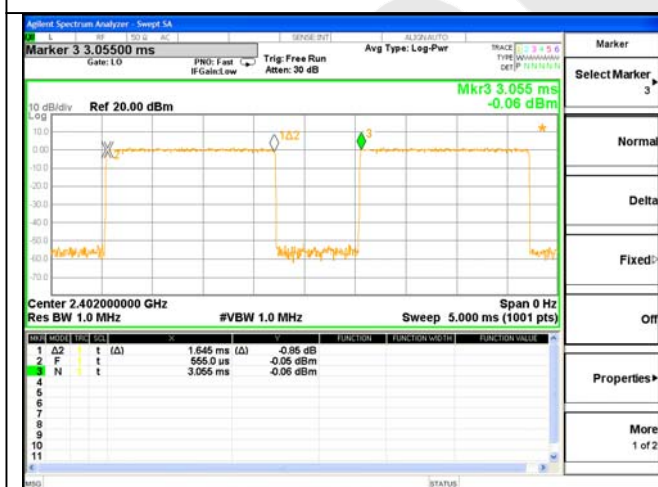 Agilent Spectrum Analyzer - Swept SA
L RF 50 Ω AC SENSE:INT ALIGNAUTO
Marker 3 3.05500 ms
Gate: LO
PNO: Fast
IFGain:Low
Trig: Free Run
Atten: 30 dB
Avg Type: Log-Pwr
TRACE 1 2 3 4 5 6
TYPE
DET P N N N N N
Mkr3 3.055 ms
-0.06 dBm
10 dB/div Ref 20.00 dBm
Log
10.0
0.00
-10.0
-20.0
-30.0
-40.0
-50.0
-60.0
-70.0
2
1Δ2
3
Center 2.402000000 GHz
Span 0 Hz
Res BW 1.0 MHz #VBW 1.0 MHz Sweep 5.000 ms (1001 pts)
MKR MODE TRC SCL X Y FUNCTION FUNCTION WIDTH FUNCTION VALUE
1 Δ2 1 t (Δ) 1.645 ms (Δ) -0.85 dB
2 F 1 t 555.0 us -0.05 dBm
3 N 1 t 3.055 ms -0.06 dBm
4
5
6
7
8
9
10
11
MSG STATUS
Marker
Select Marker
3
Normal
Delta
Fixed
Off
Properties
More
1 of 2